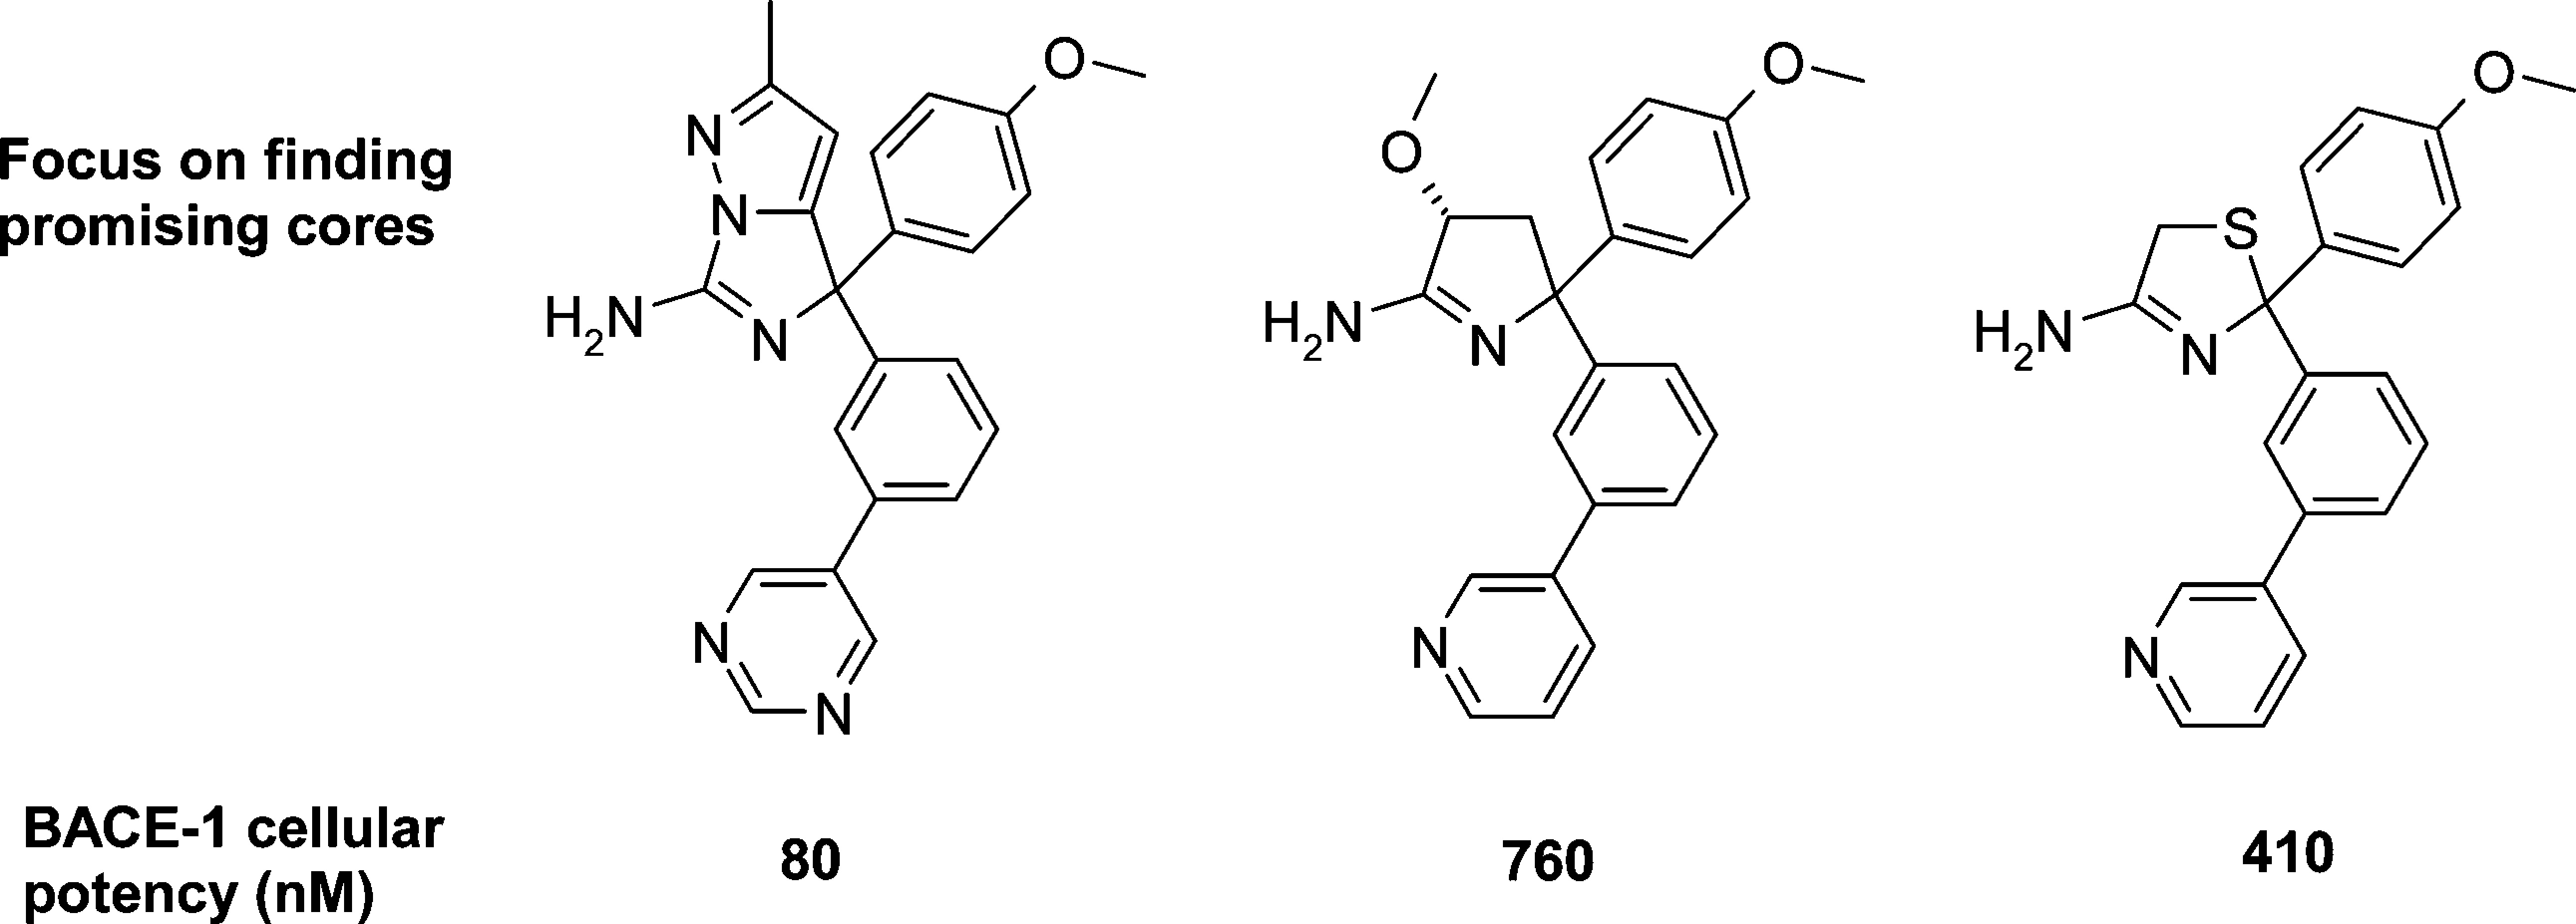 Focus on finding
promising cores
N
N
H2N
N
O
N
N
O
H2N
N
O
N
S
H2N
N
O
N
BACE-1 cellular
potency (nM)
80
760
410